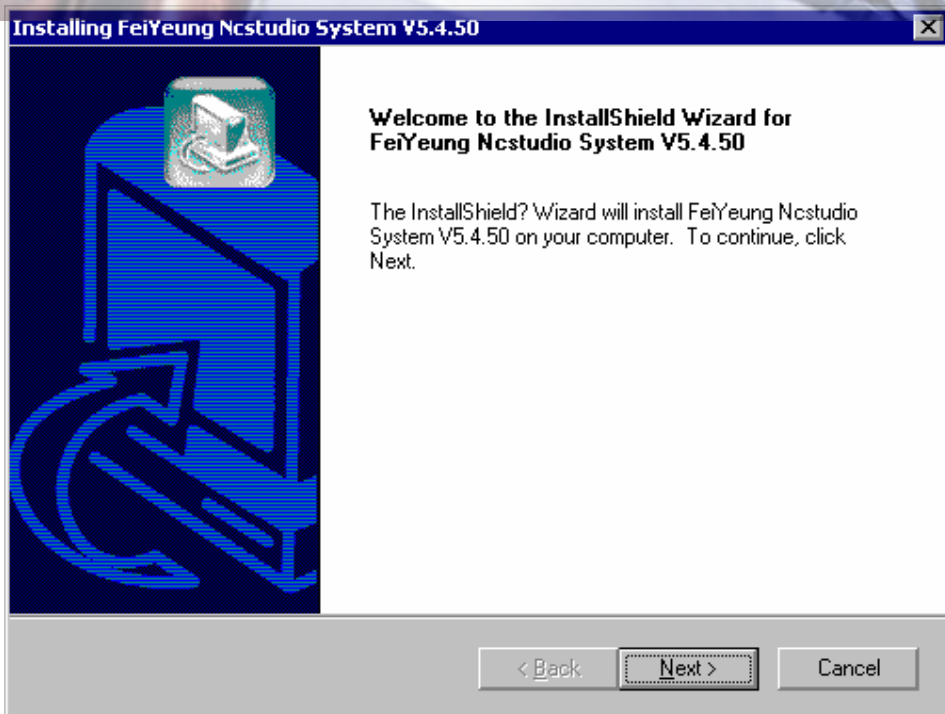 Installing FeiYeung Ncstudio System V5.4.50
Welcome to the InstallShield Wizard for
FeiYeung Ncstudio System V5.4.50
The InstallShield? Wizard will install FeiYeung Ncstudio
System V5.4.50 on your computer. To continue, click
Next.
< Back
Next >
Cancel